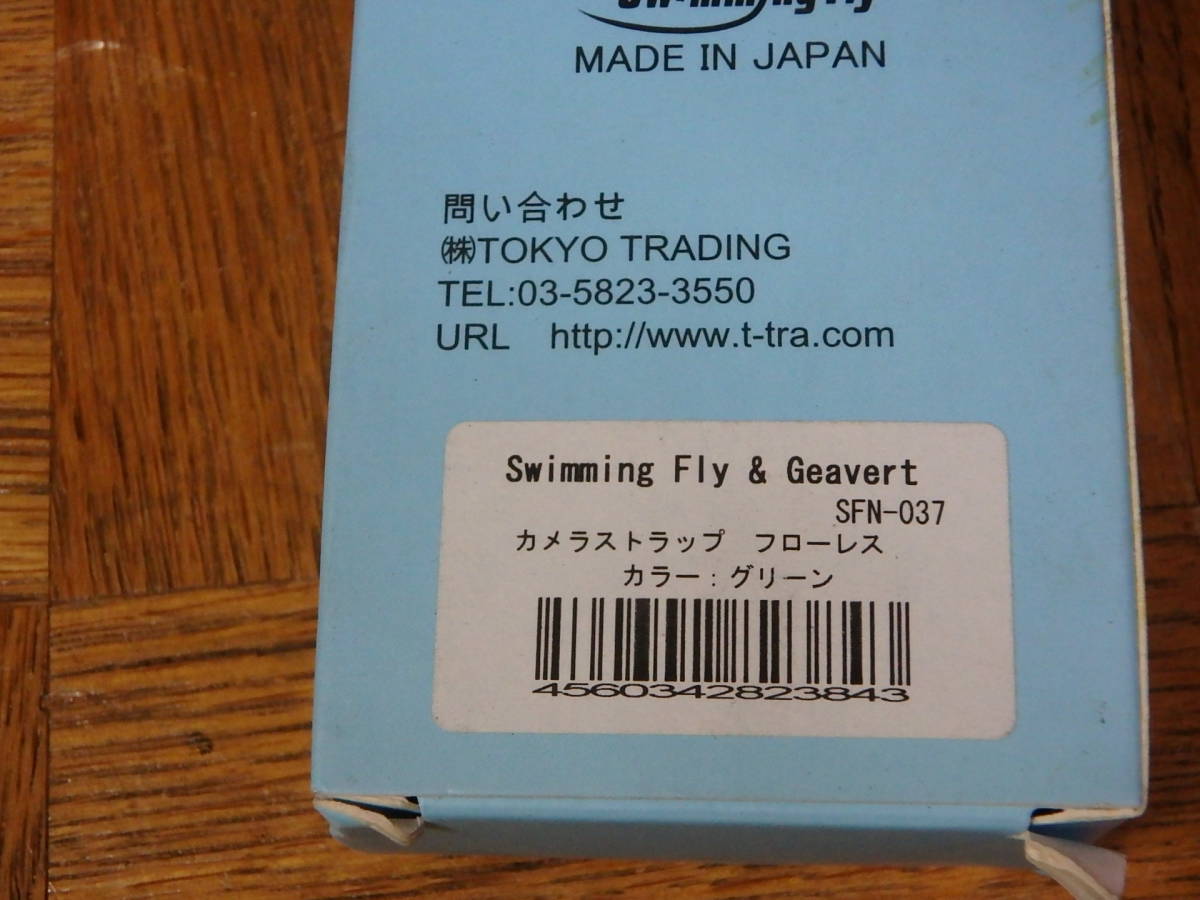 Swimming Fly
MADE IN JAPAN
問い合わせ
㈱TOKYO TRADING
TEL:03-5823-3550
URL http://www.t-tra.com
Swimming Fly & Geavert
SFN-037
カメラストラップ フローレス
カラー：グリーン
4560342823843